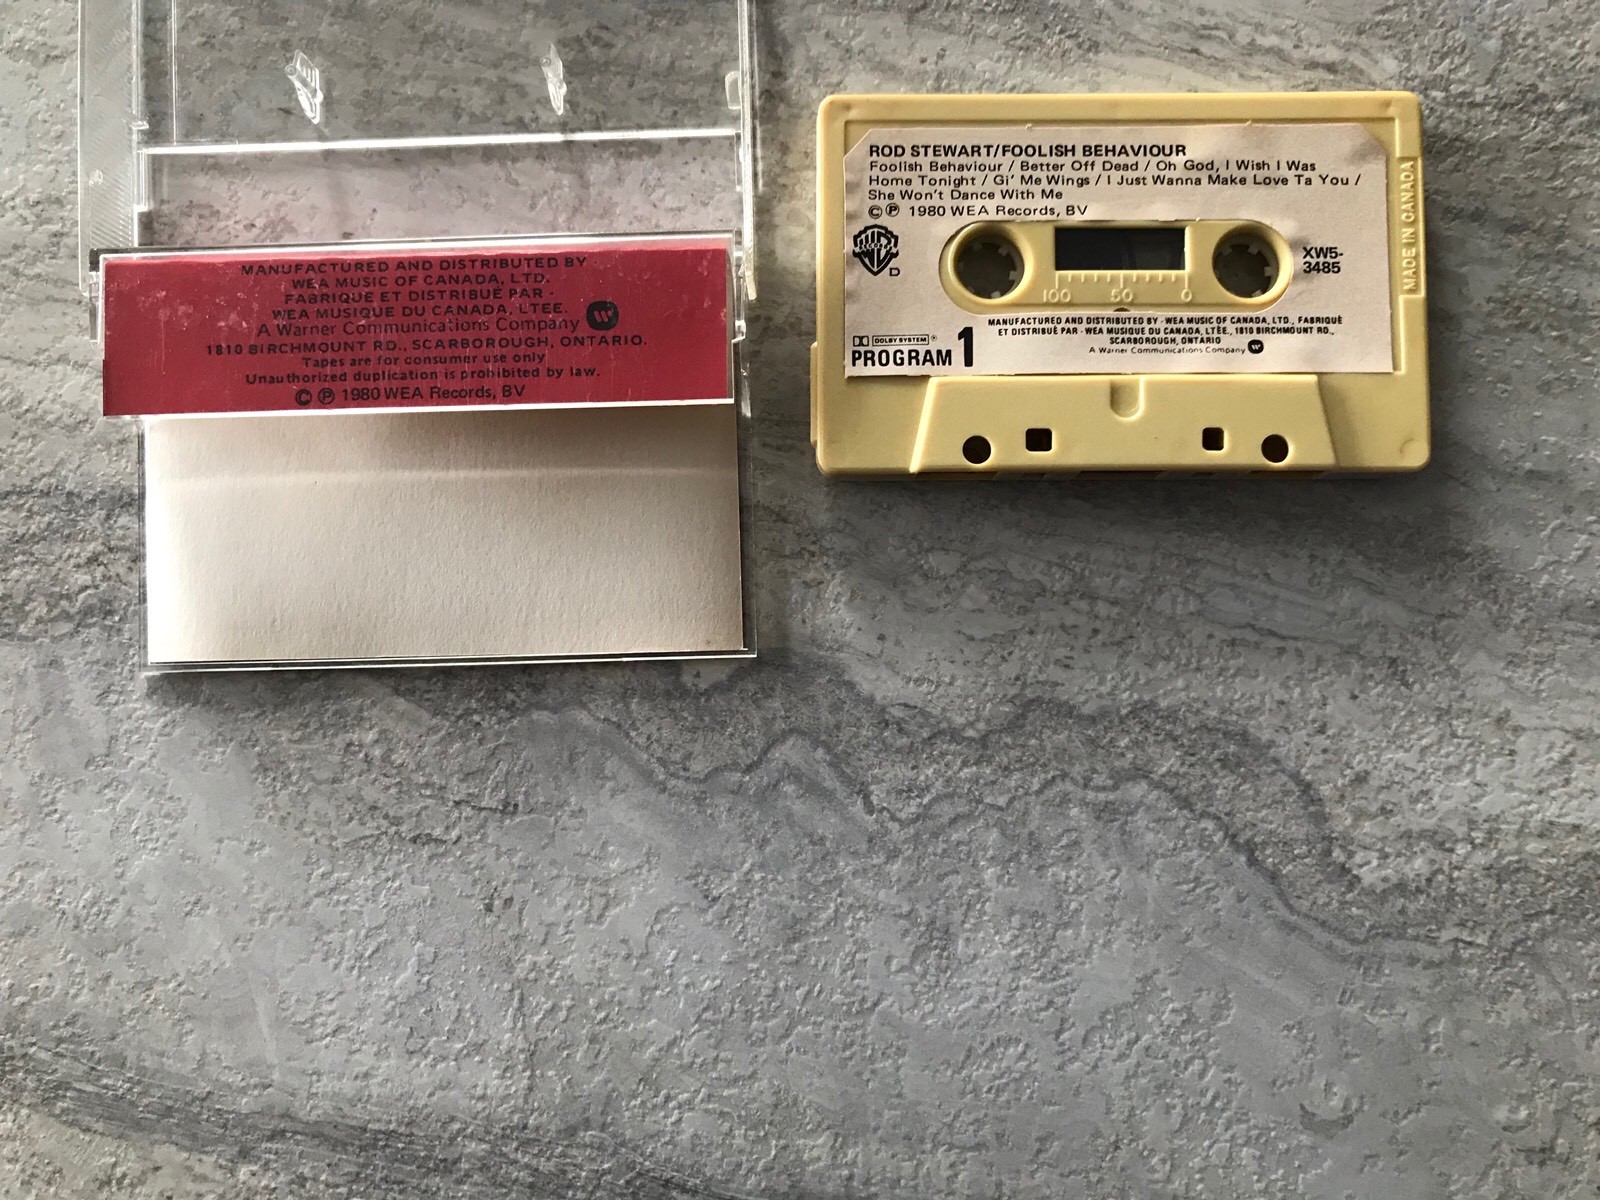 MANUFACTURED AND DISTRIBUTED BY -
WEA MUSIC OF CANADA, LTD.
FABRIQUE ET DISTRIBUÉ PAR -
WEA MUSIQUE DU CANADA, LTEE.
A Warner Communications Company
1810 BIRCHMOUNT RD., SCARBOROUGH, ONTARIO.
Tapes are for consumer use only
Unauthorized duplication is prohibited by law.
© ℗ 1980 WEA Records, BV
ROD STEWART/FOOLISH BEHAVIOUR
Foolish Behaviour / Better Off Dead / Oh God, I Wish I Was
Home Tonight / Gi' Me Wings / I Just Wanna Make Love Ta You /
She Won't Dance With Me
© ℗ 1980 WEA Records, BV
RECORDS
D
XW5-
3485
100 50 0
MADE IN CANADA
MANUFACTURED AND DISTRIBUTED BY - WEA MUSIC OF CANADA, LTD., FABRIQUÉ
ET DISTRIBUÉ PAR - WEA MUSIQUE DU CANADA, LTÉE., 1810 BIRCHMOUNT RD.,
SCARBOROUGH, ONTARIO
A Warner Communications Company
DOLBY SYSTEM ®
PROGRAM 1